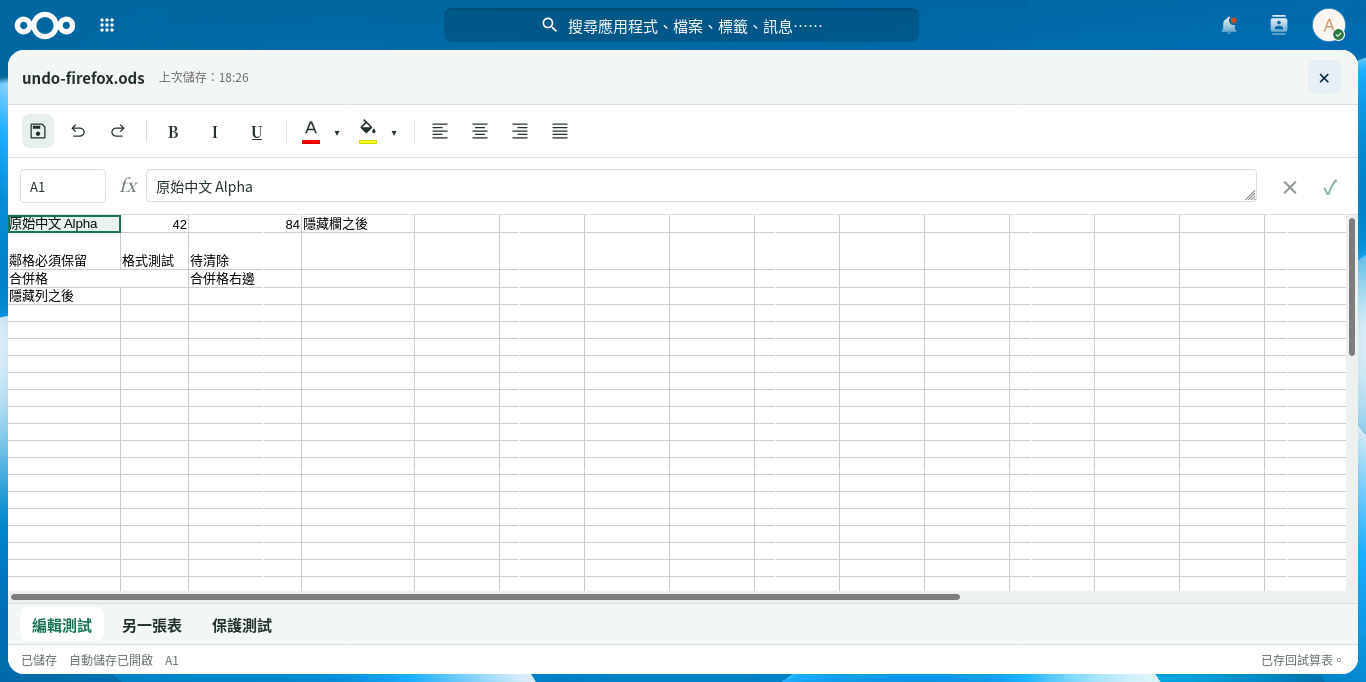 搜尋應用程式、檔案、標籤、訊息……
A
undo-firefox.ods 上次儲存：18:26 ✕
B I U A
A1 fx 原始中文 Alpha
原始中文 Alpha 42 84 隱藏欄之後
鄰格必須保留 格式測試 待清除
合併格 合併格右邊
隱藏列之後
編輯測試 另一張表 保護測試
已儲存 自動儲存已開啟 A1 已存回試算表。